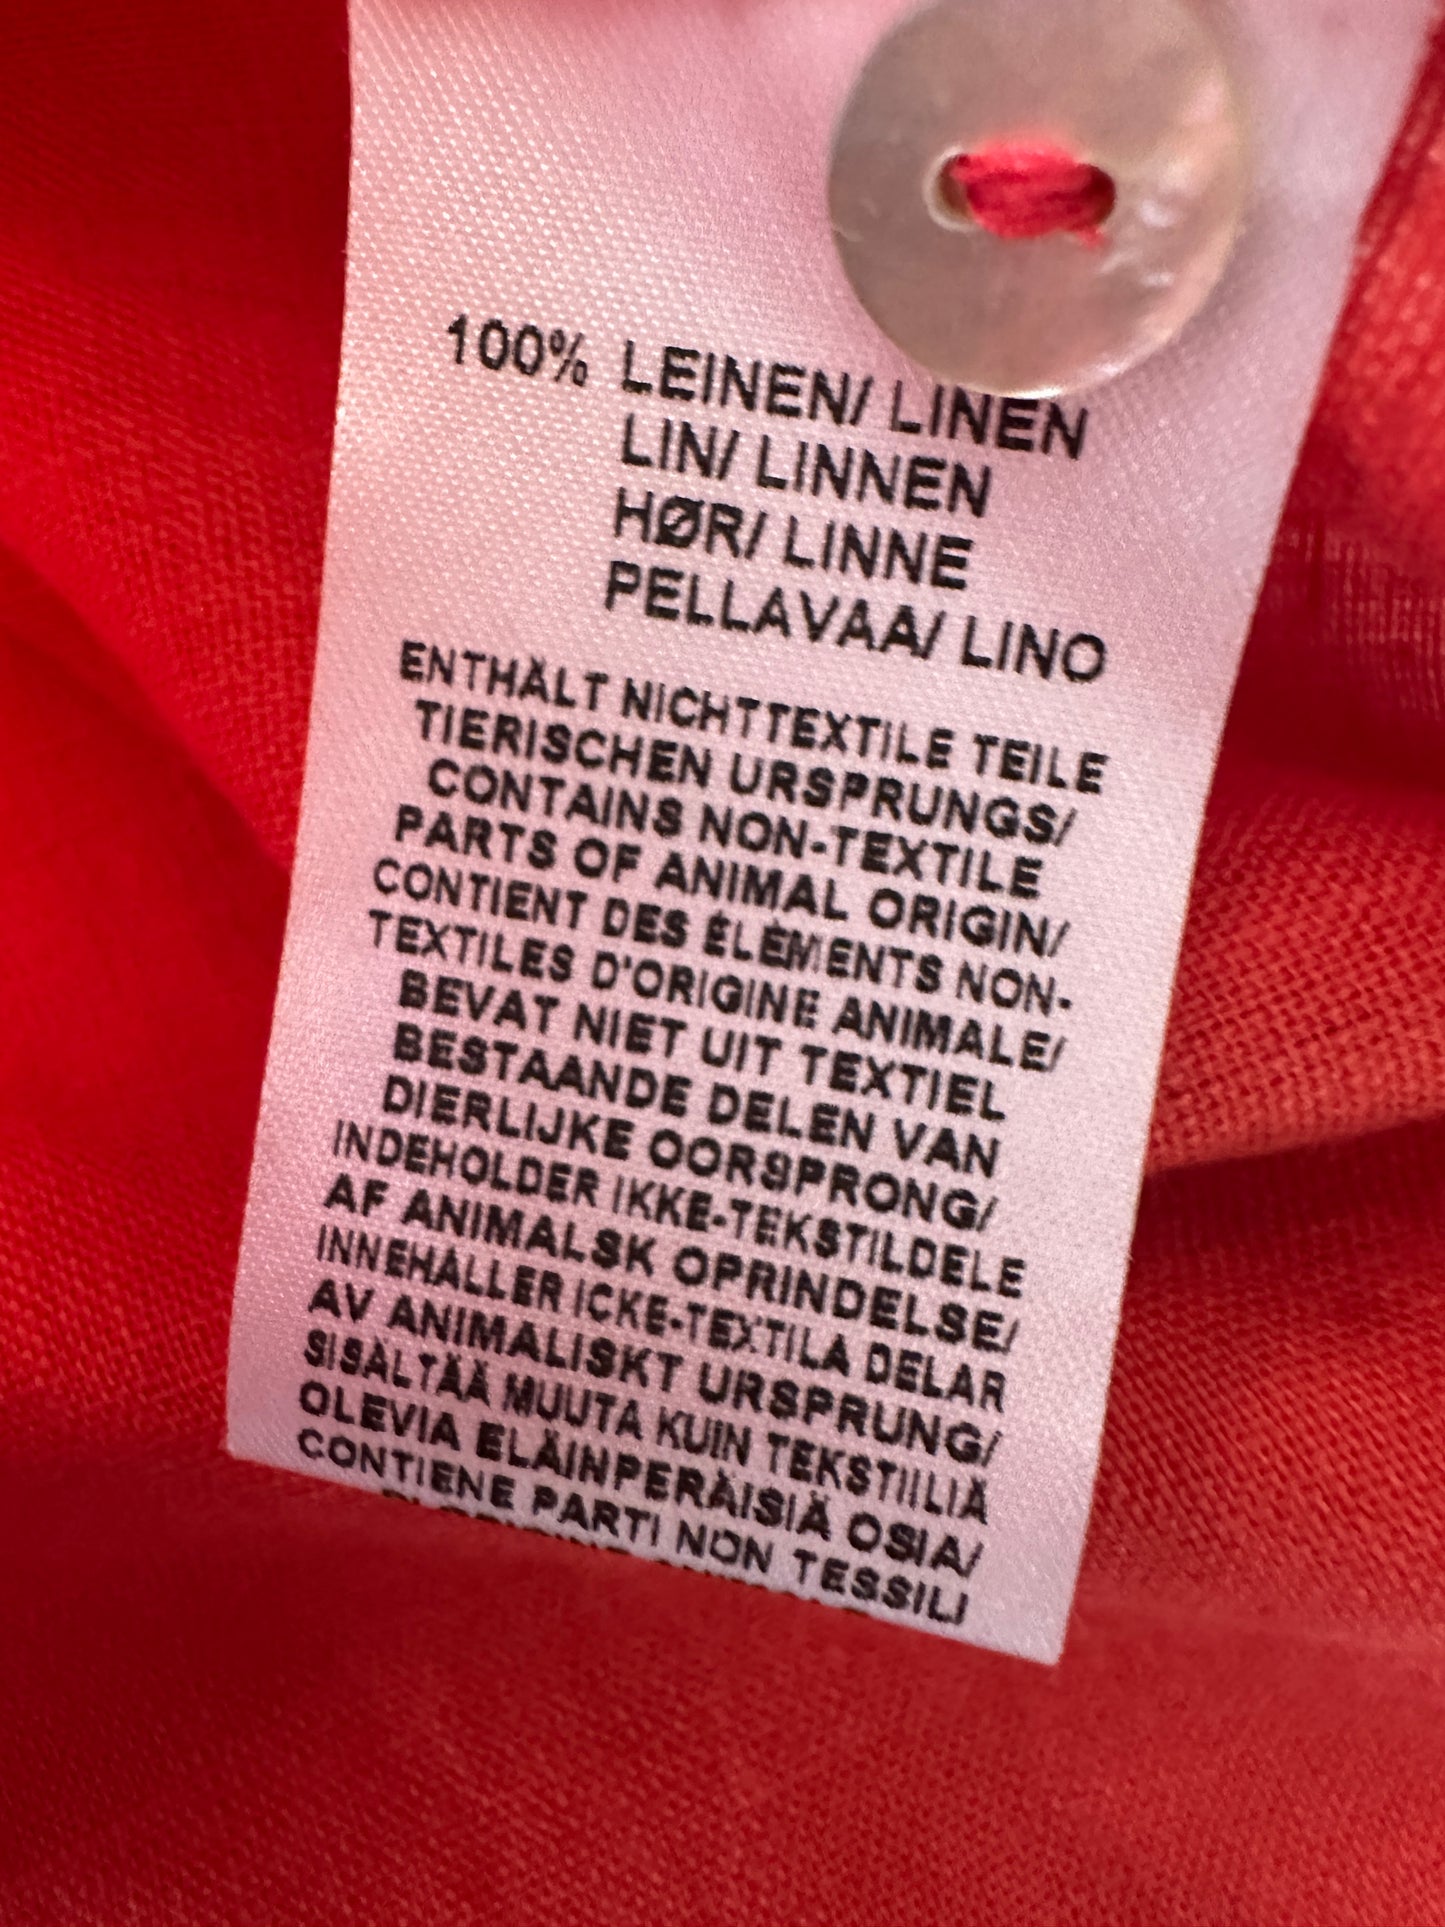 100% LEINEN/ LINEN
LIN/ LINNEN
HØR/ LINNE
PELLAVAA/ LINO
ENTHÄLT NICHTTEXTILE TEILE
TIERISCHEN URSPRUNGS/
CONTAINS NON-TEXTILE
PARTS OF ANIMAL ORIGIN/
CONTIENT DES ÉLÉMENTS NON-
TEXTILES D'ORIGINE ANIMALE/
BEVAT NIET UIT TEXTIEL
BESTAANDE DELEN VAN
DIERLIJKE OORSPRONG/
INDEHOLDER IKKE-TEKSTILDELE
AF ANIMALSK OPRINDELSE/
INNEHÅLLER ICKE-TEXTILA DELAR
AV ANIMALISKT URSPRUNG/
SISÄLTÄÄ MUUTA KUIN TEKSTIILIÄ
OLEVIA ELÄINPERÄISIÄ OSIA/
CONTIENE PARTI NON TESSILI